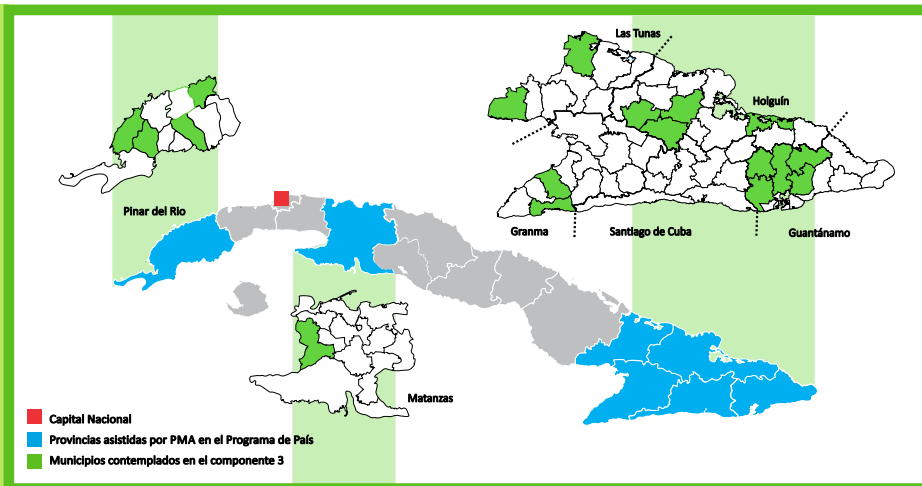 Las Tunas
Holguín
Pinar del Rio
Granma
Santiago de Cuba
Guantánamo
Matanzas
Capital Nacional
Provincias asistidas por PMA en el Programa de País
Municipios contemplados en el componente 3